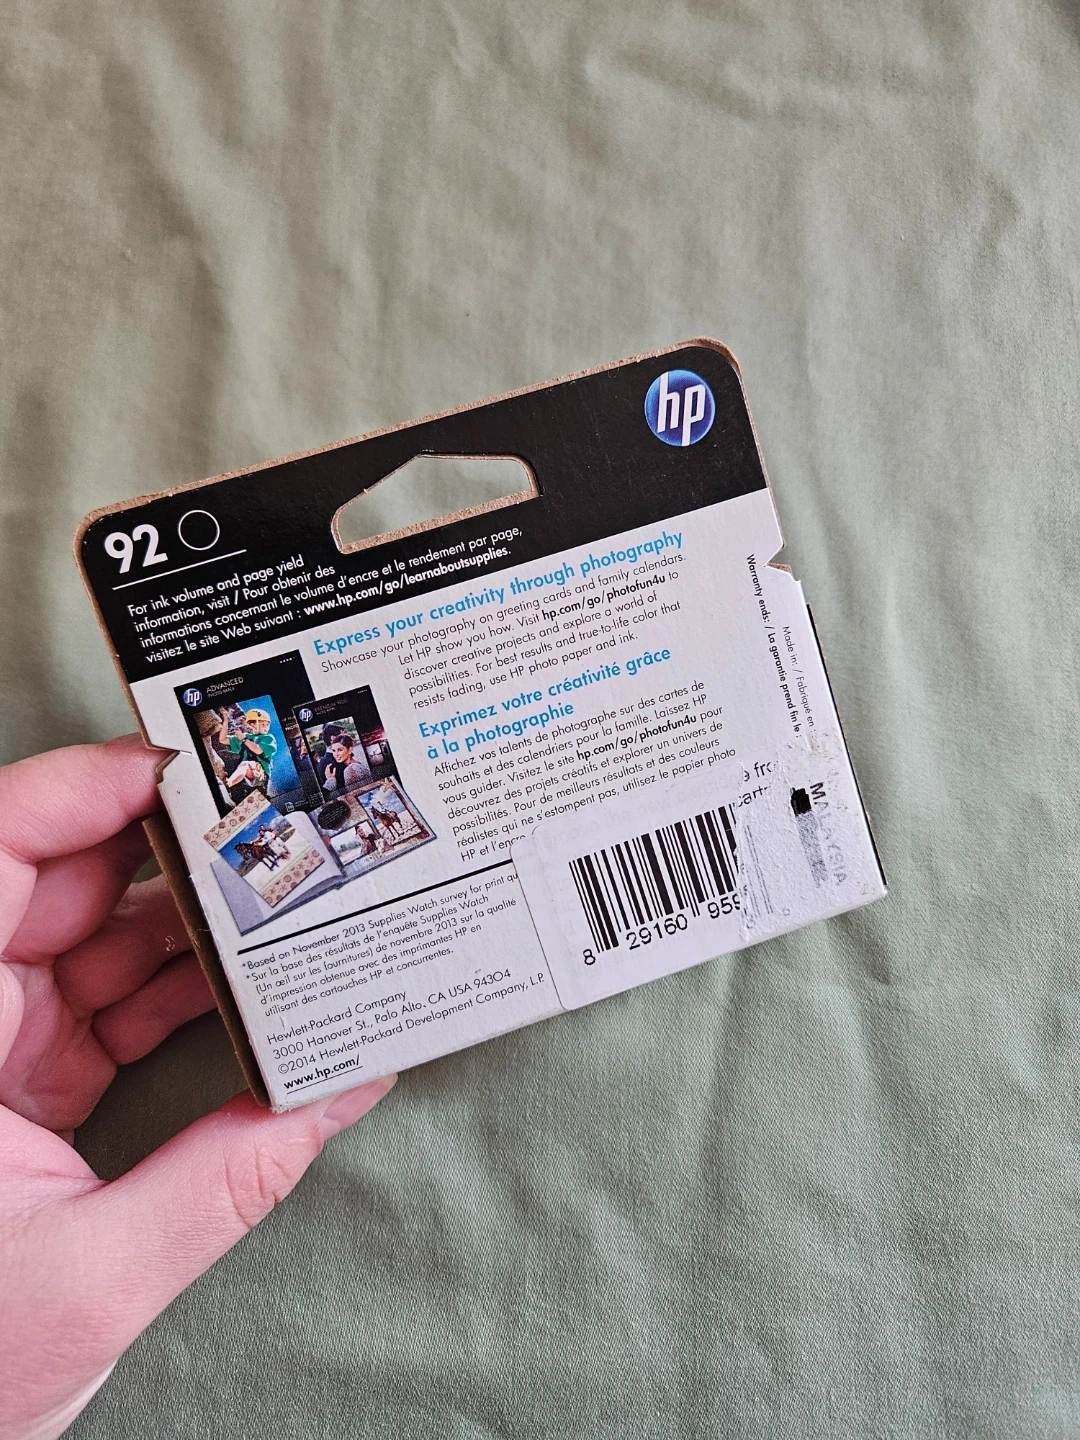 hp
92
For ink volume and page yield
information, visit / Pour obtenir des
informations concernant le volume d'encre et le rendement par page,
visitez le site Web suivant : www.hp.com/go/learnaboutsupplies.
Express your creativity through photography
Showcase your photography on greeting cards and family calendars.
Let HP show you how. Visit hp.com/go/photofun4u to
discover creative projects and explore a world of
possibilities. For best results and true-to-life color that
resists fading, use HP photo paper and ink.
Exprimez votre créativité grâce
à la photographie
Affichez vos talents de photographe sur des cartes de
souhaits et des calendriers pour la famille. Laissez HP
vous guider. Visitez le site hp.com/go/photofun4u pour
découvrez des projets créatifs et explorer un univers de
possibilités. Pour de meilleurs résultats et des couleurs
réalistes qui ne s'estompent pas, utilisez le papier photo
HP et l'encre
hp ADVANCED
PHOTO PAPER
hp
*Based on November 2013 Supplies Watch survey for print qu
*Sur la base des résultats de l'enquête Supplies Watch
(Un œil sur les fournitures) de novembre 2013 sur la qualité
d'impression obtenue avec des imprimantes HP en
utilisant des cartouches HP et concurrentes.
Hewlett-Packard Company
3000 Hanover St., Palo Alto, CA USA 94304
©2014 Hewlett-Packard Development Company, L.P.
www.hp.com/
8 29160 959
Warranty ends: / La garantie prend fin le :
Made in: / Fabriqué en :
MALAYSIA